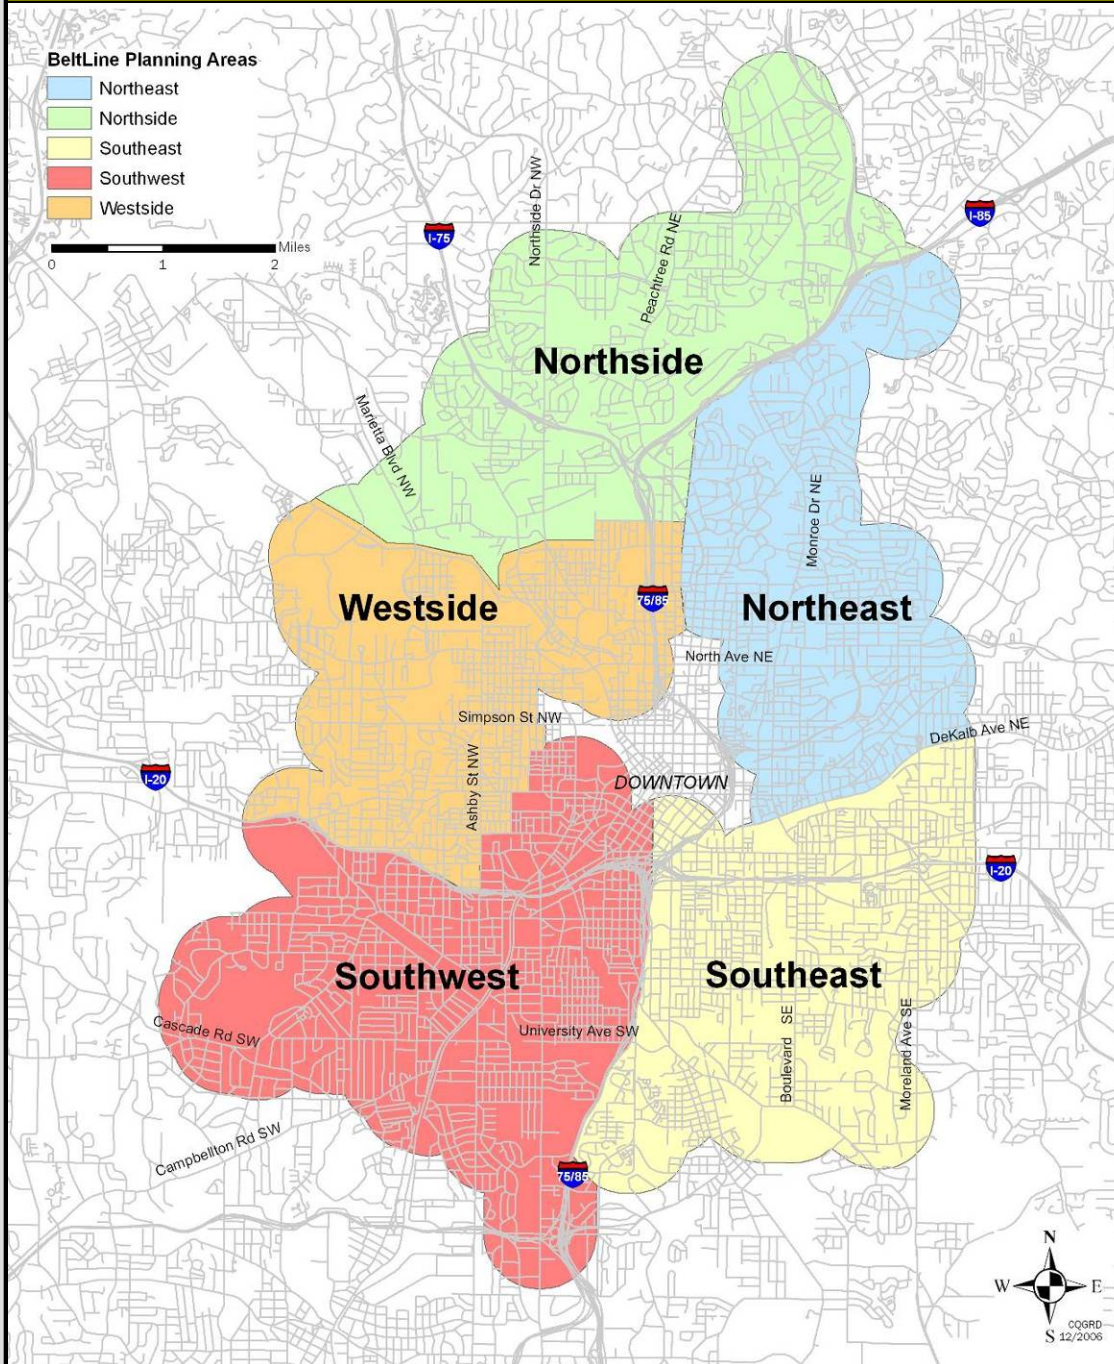 BeltLine Planning Areas
Northeast
Northside
Southeast
Southwest
Westside
Miles
0 1 2
I-75
I-85
Northside Dr NW
Peachtree Rd NE
Northside
Marietta Blvd NW
Monroe Dr NE
75/85
Westside
Northeast
North Ave NE
Simpson St NW
DeKalb Ave NE
I-20
Ashby St NW
DOWNTOWN
I-20
Southwest
Southeast
Cascade Rd SW
University Ave SW
Boulevard SE
Moreland Ave SE
Campbellton Rd SW
75/85
N
W E
S
CQGRD
12/2006